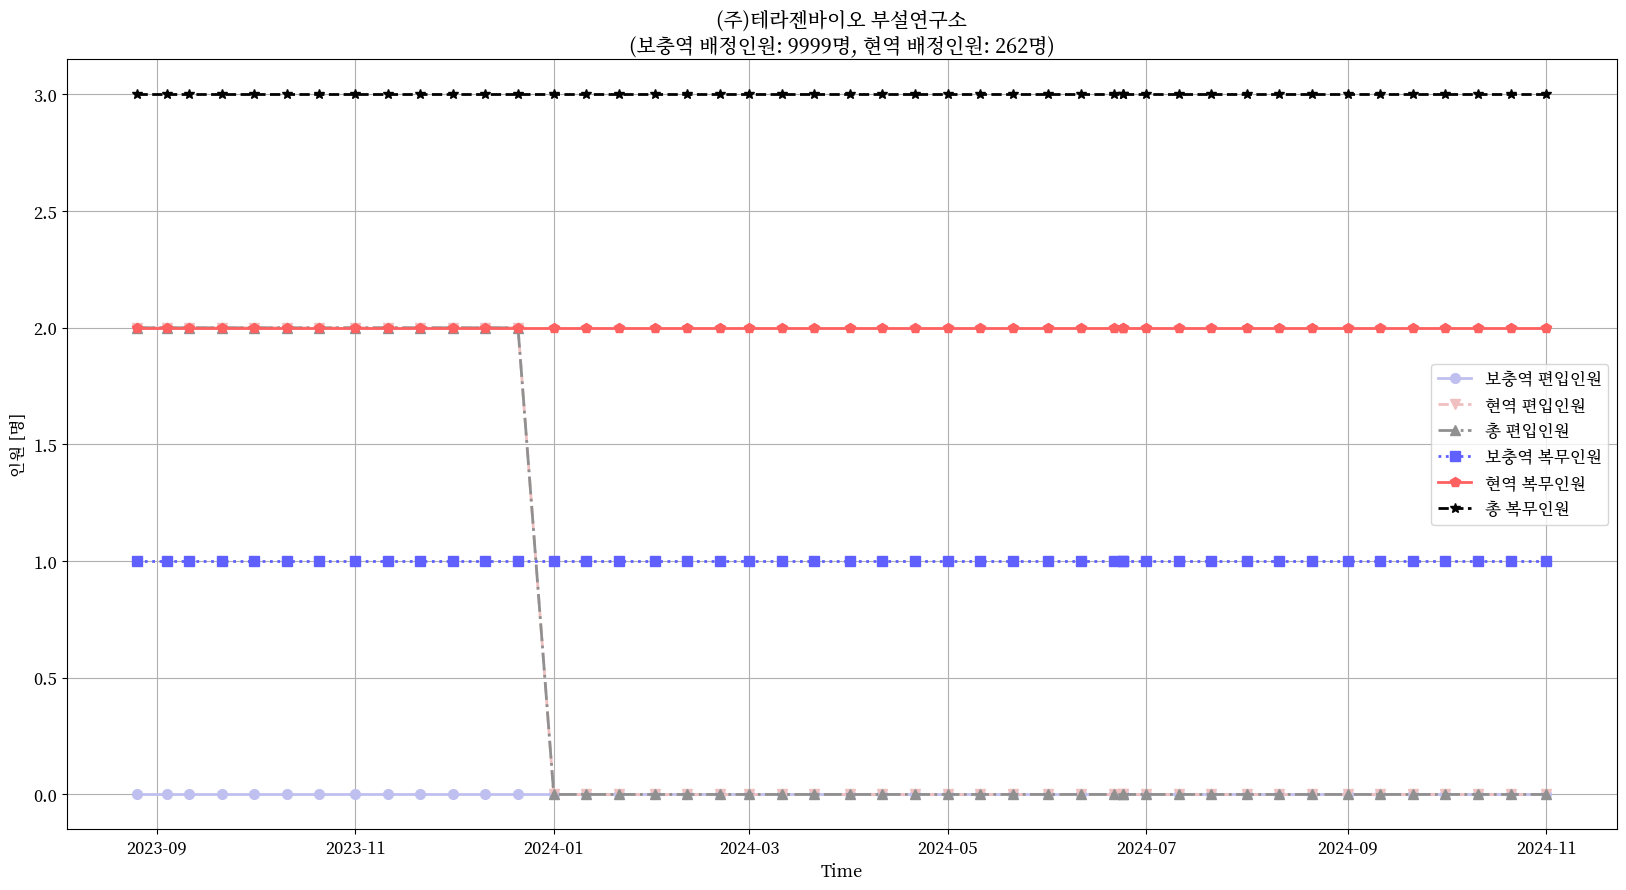 (주)테라젠바이오 부설연구소
(보충역 배정인원: 9999명, 현역 배정인원: 262명)
3.0
2.5
2.0
1.5
1.0
0.5
0.0
인원 [명]
보충역 편입인원
현역 편입인원
총 편입인원
보충역 복무인원
현역 복무인원
총 복무인원
2023-09
2023-11
2024-01
2024-03
2024-05
2024-07
2024-09
2024-11
Time